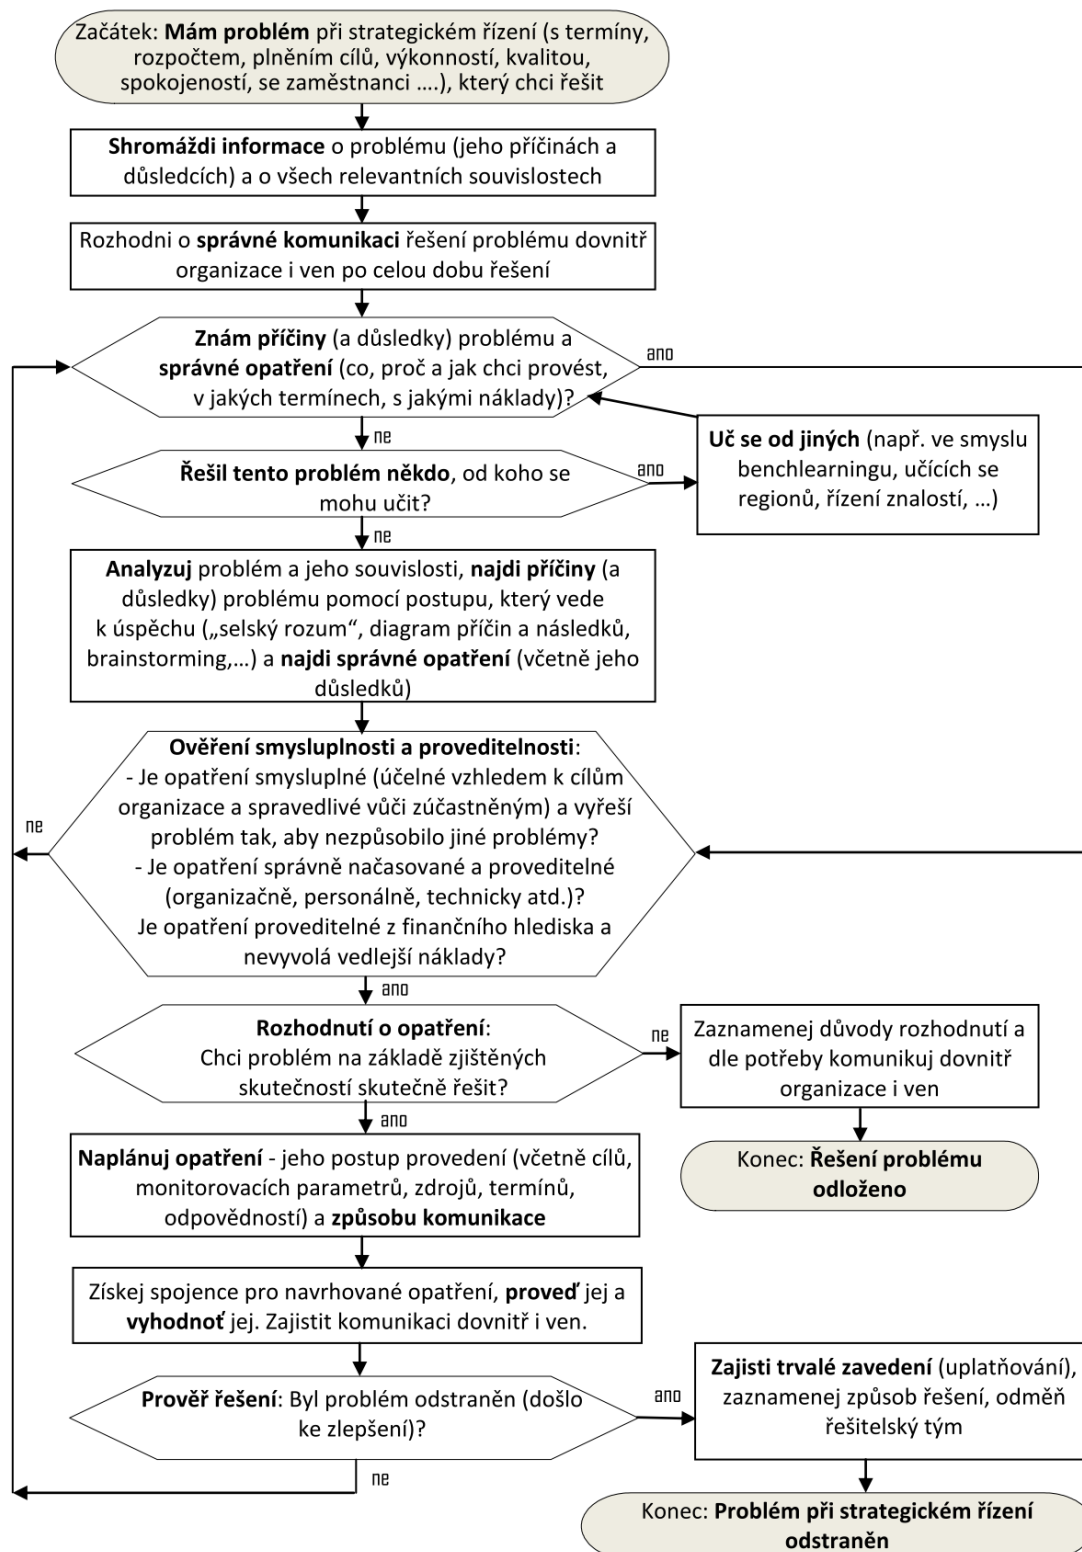 Začátek: Mám problém při strategickém řízení (s termíny,
rozpočtem, plněním cílů, výkonností, kvalitou,
spokojeností, se zaměstnanci ....), který chci řešit
Shromáždi informace o problému (jeho příčinách a
důsledcích) a o všech relevantních souvislostech
Rozhodni o správné komunikaci řešení problému dovnitř
organizace i ven po celou dobu řešení
Znám příčiny (a důsledky) problému a
správné opatření (co, proč a jak chci provést,
v jakých termínech, s jakými náklady)?
ano
ne
Uč se od jiných (např. ve smyslu
benchlearningu, učících se
regionů, řízení znalostí, ...)
Řešil tento problém někdo, od koho se
mohu učit?
ano
ne
Analyzuj problém a jeho souvislosti, najdi příčiny (a
důsledky) problému pomocí postupu, který vede
k úspěchu („selský rozum“, diagram příčin a následků,
brainstorming,...) a najdi správné opatření (včetně jeho
důsledků)
Ověření smysluplnosti a proveditelnosti:
- Je opatření smysluplné (účelné vzhledem k cílům
organizace a spravedlivé vůči zúčastněným) a vyřeší
problém tak, aby nezpůsobilo jiné problémy?
- Je opatření správně načasované a proveditelné
(organizačně, personálně, technicky atd.)?
Je opatření proveditelné z finančního hlediska a
nevyvolá vedlejší náklady?
ne
ano
Rozhodnutí o opatření:
Chci problém na základě zjištěných
skutečností skutečně řešit?
ne
Zaznamenej důvody rozhodnutí a
dle potřeby komunikuj dovnitř
organizace i ven
ano
Konec: Řešení problému
odloženo
Naplánuj opatření - jeho postup provedení (včetně cílů,
monitorovacích parametrů, zdrojů, termínů,
odpovědností) a způsobu komunikace
Získej spojence pro navrhované opatření, proveď jej a
vyhodnoť jej. Zajistit komunikaci dovnitř i ven.
Prověř řešení: Byl problém odstraněn (došlo
ke zlepšení)?
ano
Zajisti trvalé zavedení (uplatňování),
zaznamenej způsob řešení, odměň
řešitelský tým
ne
Konec: Problém při strategickém řízení
odstraněn